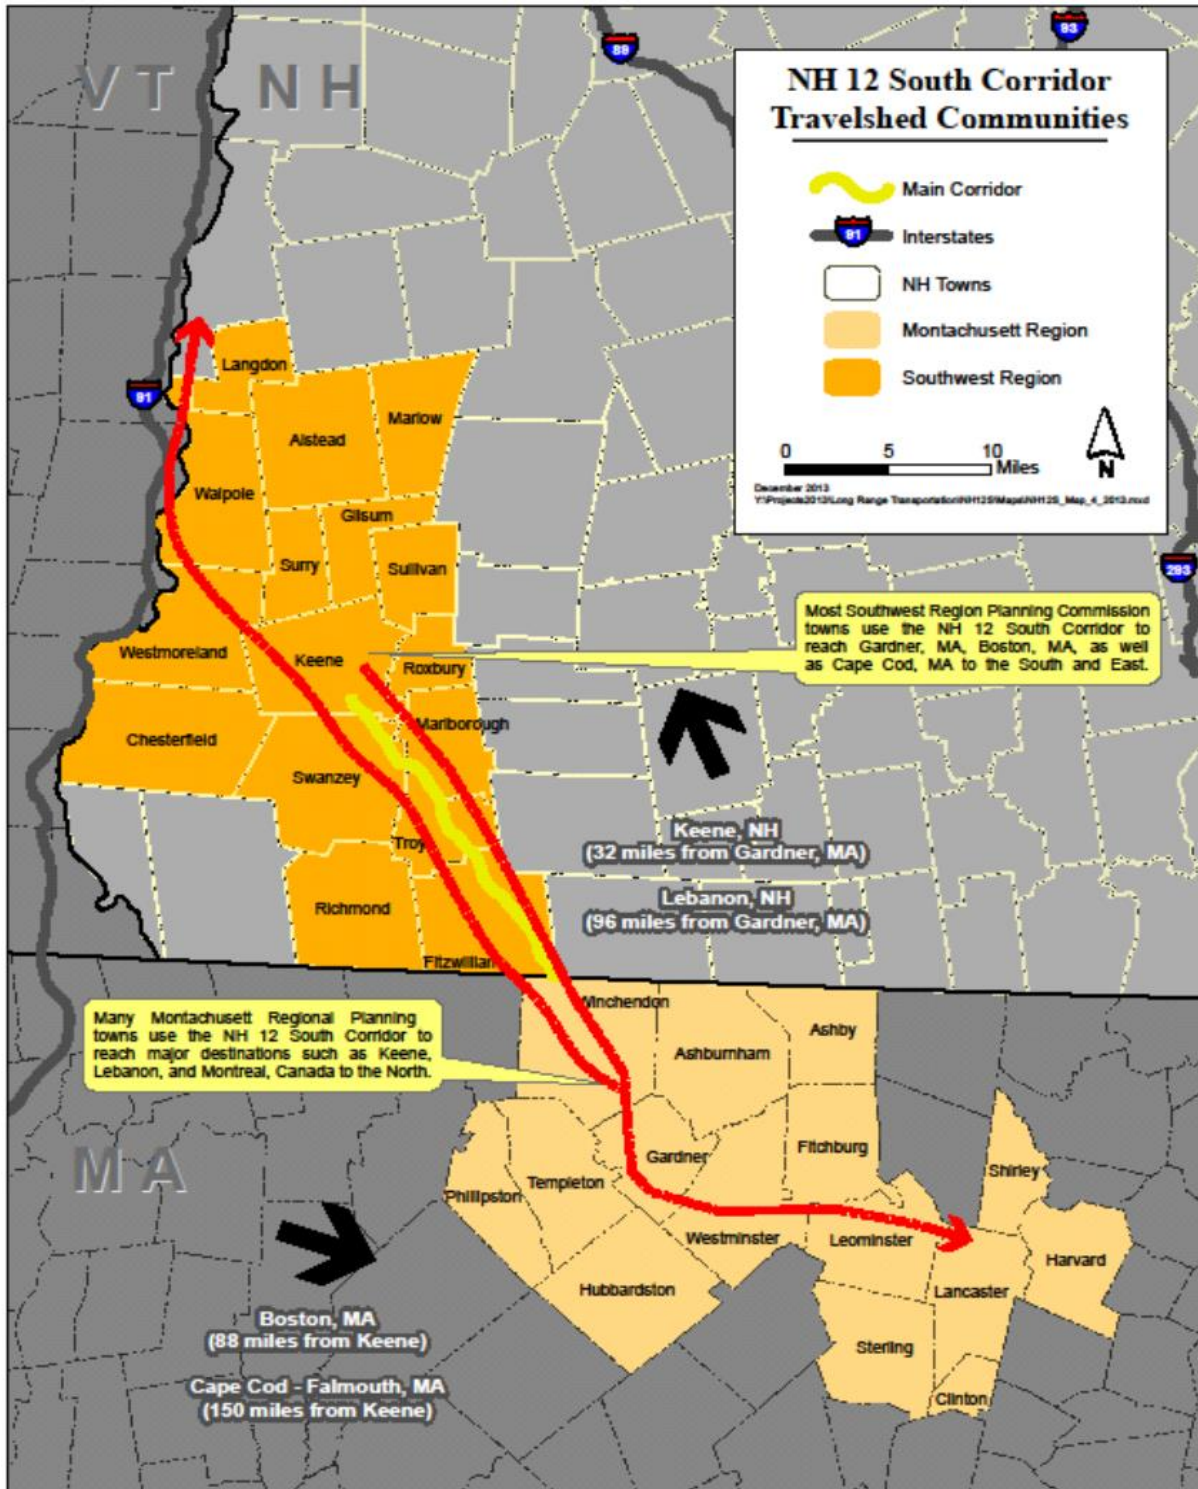 VT NH
89
93
NH 12 South Corridor
Travelshed Communities
Main Corridor
91
Interstates
NH Towns
Montachusett Region
Southwest Region
0 5 10
Miles
N
December 2013
Langdon
91
Marlow
Alstead
Walpole
Gilsum
Surry
Sullivan
293
Most Southwest Region Planning Commission
towns use the NH 12 South Corridor to
reach Gardner, MA, Boston, MA, as well
as Cape Cod, MA to the South and East.
Westmoreland
Keene
Roxbury
Marlborough
Chesterfield
Swanzey
Troy
Keene, NH
(32 miles from Gardner, MA)
Lebanon, NH
(96 miles from Gardner, MA)
Richmond
Fitzwilliam
Winchendon
Many Montachusett Regional Planning
towns use the NH 12 South Corridor to
reach major destinations such as Keene,
Lebanon, and Montreal, Canada to the North.
Ashby
Ashburnham
MA
Fitchburg
Gardner
Shirley
Templeton
Phillipston
Westminster
Leominster
Harvard
Hubbardston
Lancaster
Boston, MA
(88 miles from Keene)
Sterling
Cape Cod - Falmouth, MA
(150 miles from Keene)
Clinton